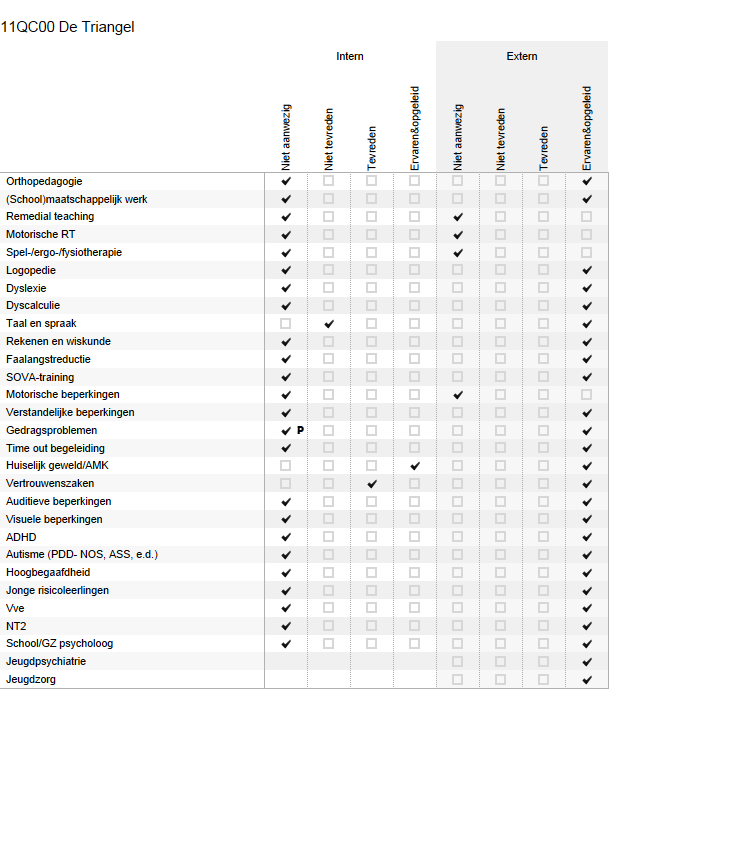 11QC00 De Triangel
Intern Extern
Niet aanwezig Niet tevreden Tevreden Ervaren&opgeleid Niet aanwezig Niet tevreden Tevreden Ervaren&opgeleid
Orthopedagogie
(School)maatschappelijk werk
Remedial teaching
Motorische RT
Spel-/ergo-/fysiotherapie
Logopedie
Dyslexie
Dyscalculie
Taal en spraak
Rekenen en wiskunde
Faalangstreductie
SOVA-training
Motorische beperkingen
Verstandelijke beperkingen
Gedragsproblemen P
Time out begeleiding
Huiselijk geweld/AMK
Vertrouwenszaken
Auditieve beperkingen
Visuele beperkingen
ADHD
Autisme (PDD- NOS, ASS, e.d.)
Hoogbegaafdheid
Jonge risicoleerlingen
Vve
NT2
School/GZ psycholoog
Jeugdpsychiatrie
Jeugdzorg